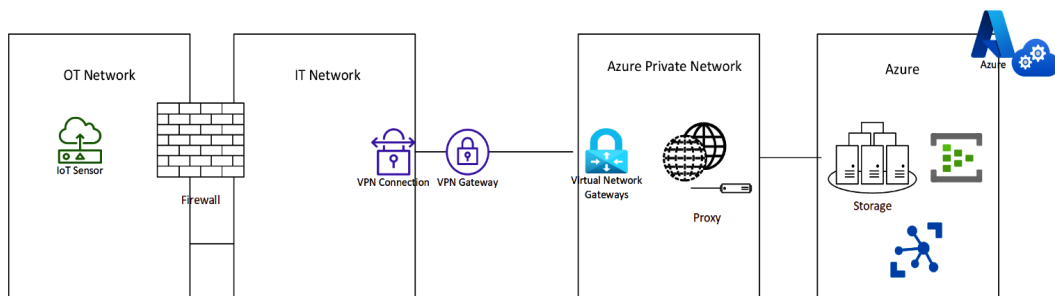 OT Network
IoT Sensor
Firewall
IT Network
VPN Connection
VPN Gateway
Azure Private Network
Virtual Network
Gateways
Proxy
Azure
Azure
Storage